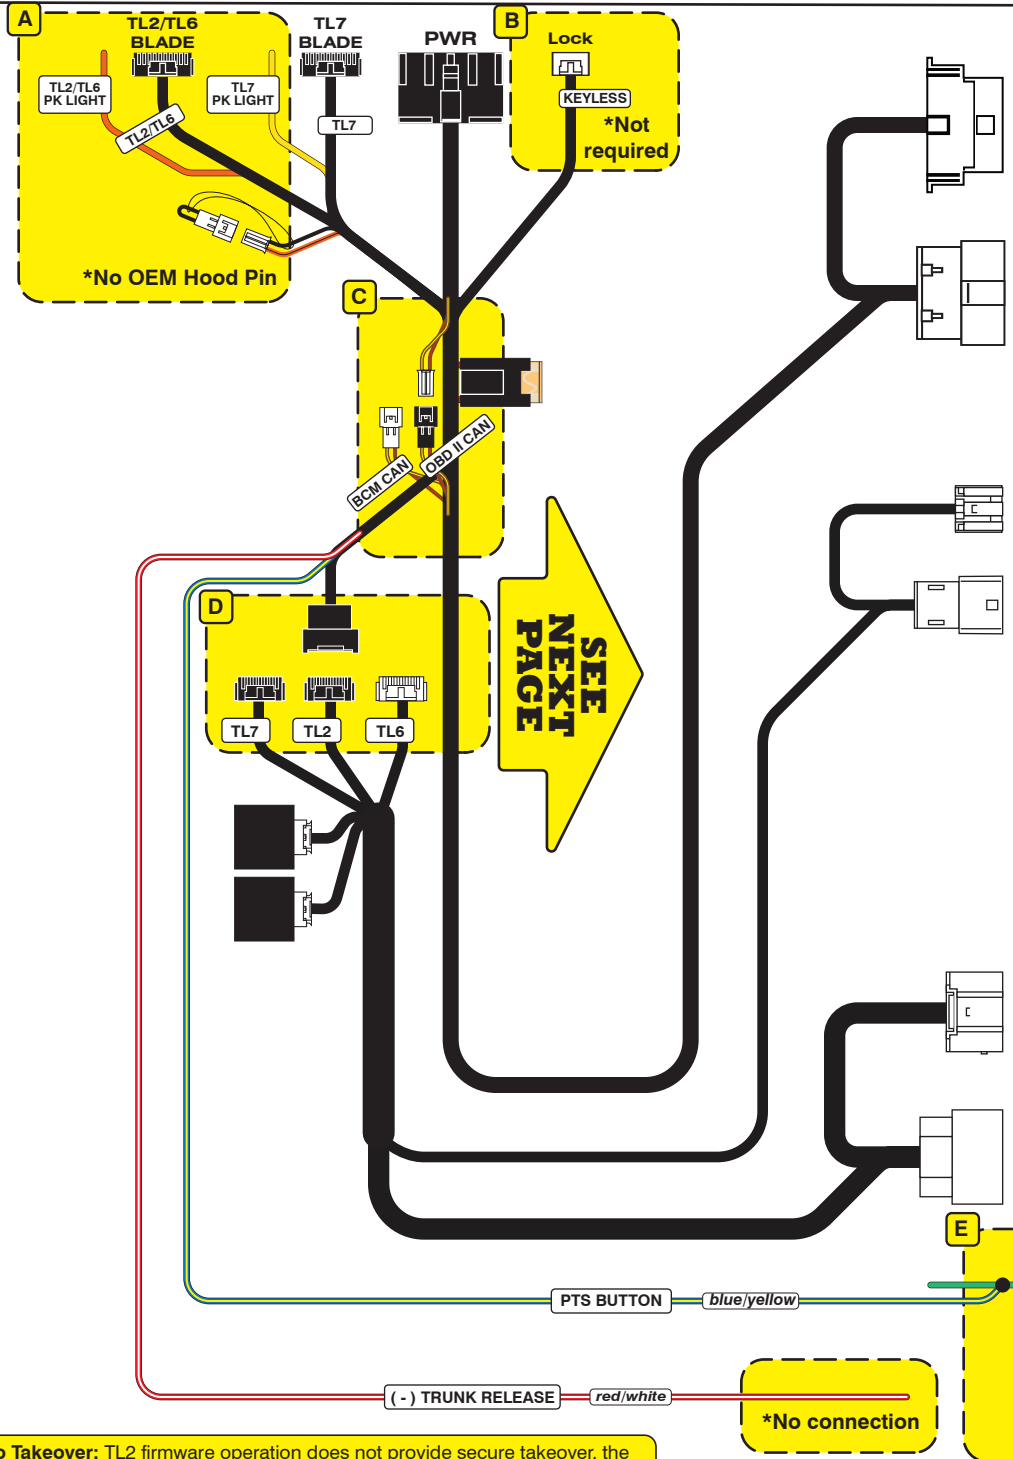 A
TL2/TL6
BLADE
TL7
BLADE
PWR
B
Lock
TL2/TL6
PK LIGHT
TL7
PK LIGHT
TL2/TL6
TL7
KEYLESS
*Not
required
*No OEM Hood Pin
C
BCM CAN
OBD II CAN
D
TL7
TL2
TL6
SEE
NEXT
PAGE
E
PTS BUTTON
blue/yellow
( - ) TRUNK RELEASE
red/white
*No connection
Takeover: TL2 firmware operation does not provide secure takeover, the